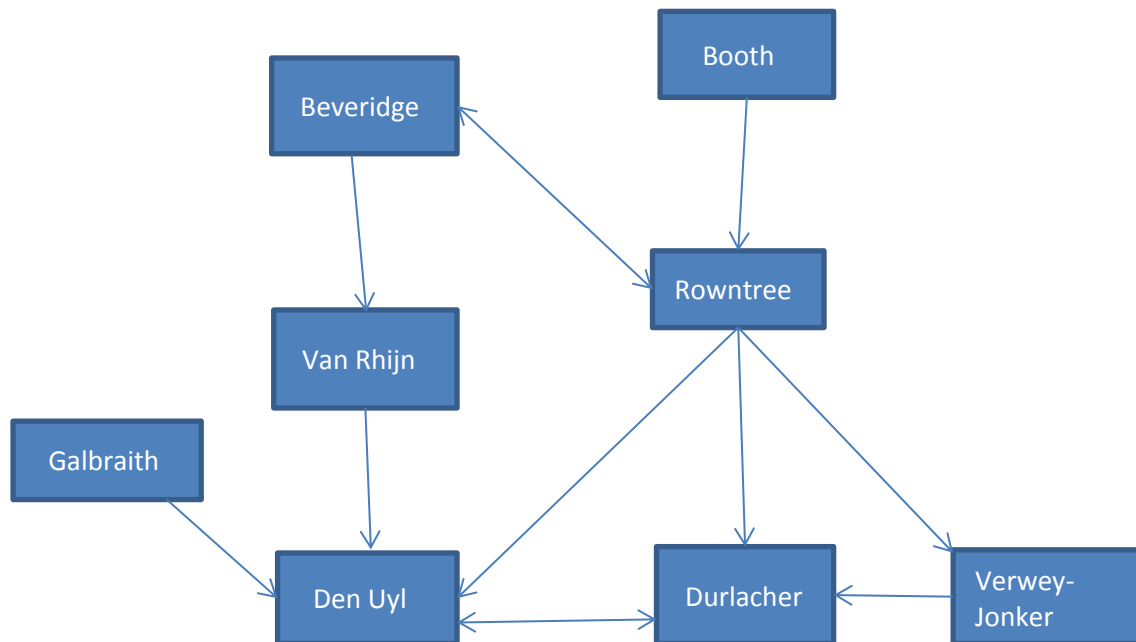 Booth
Beveridge
Rowntree
Van Rhijn
Galbraith
Den Uyl
Durlacher
Verwey-
Jonker